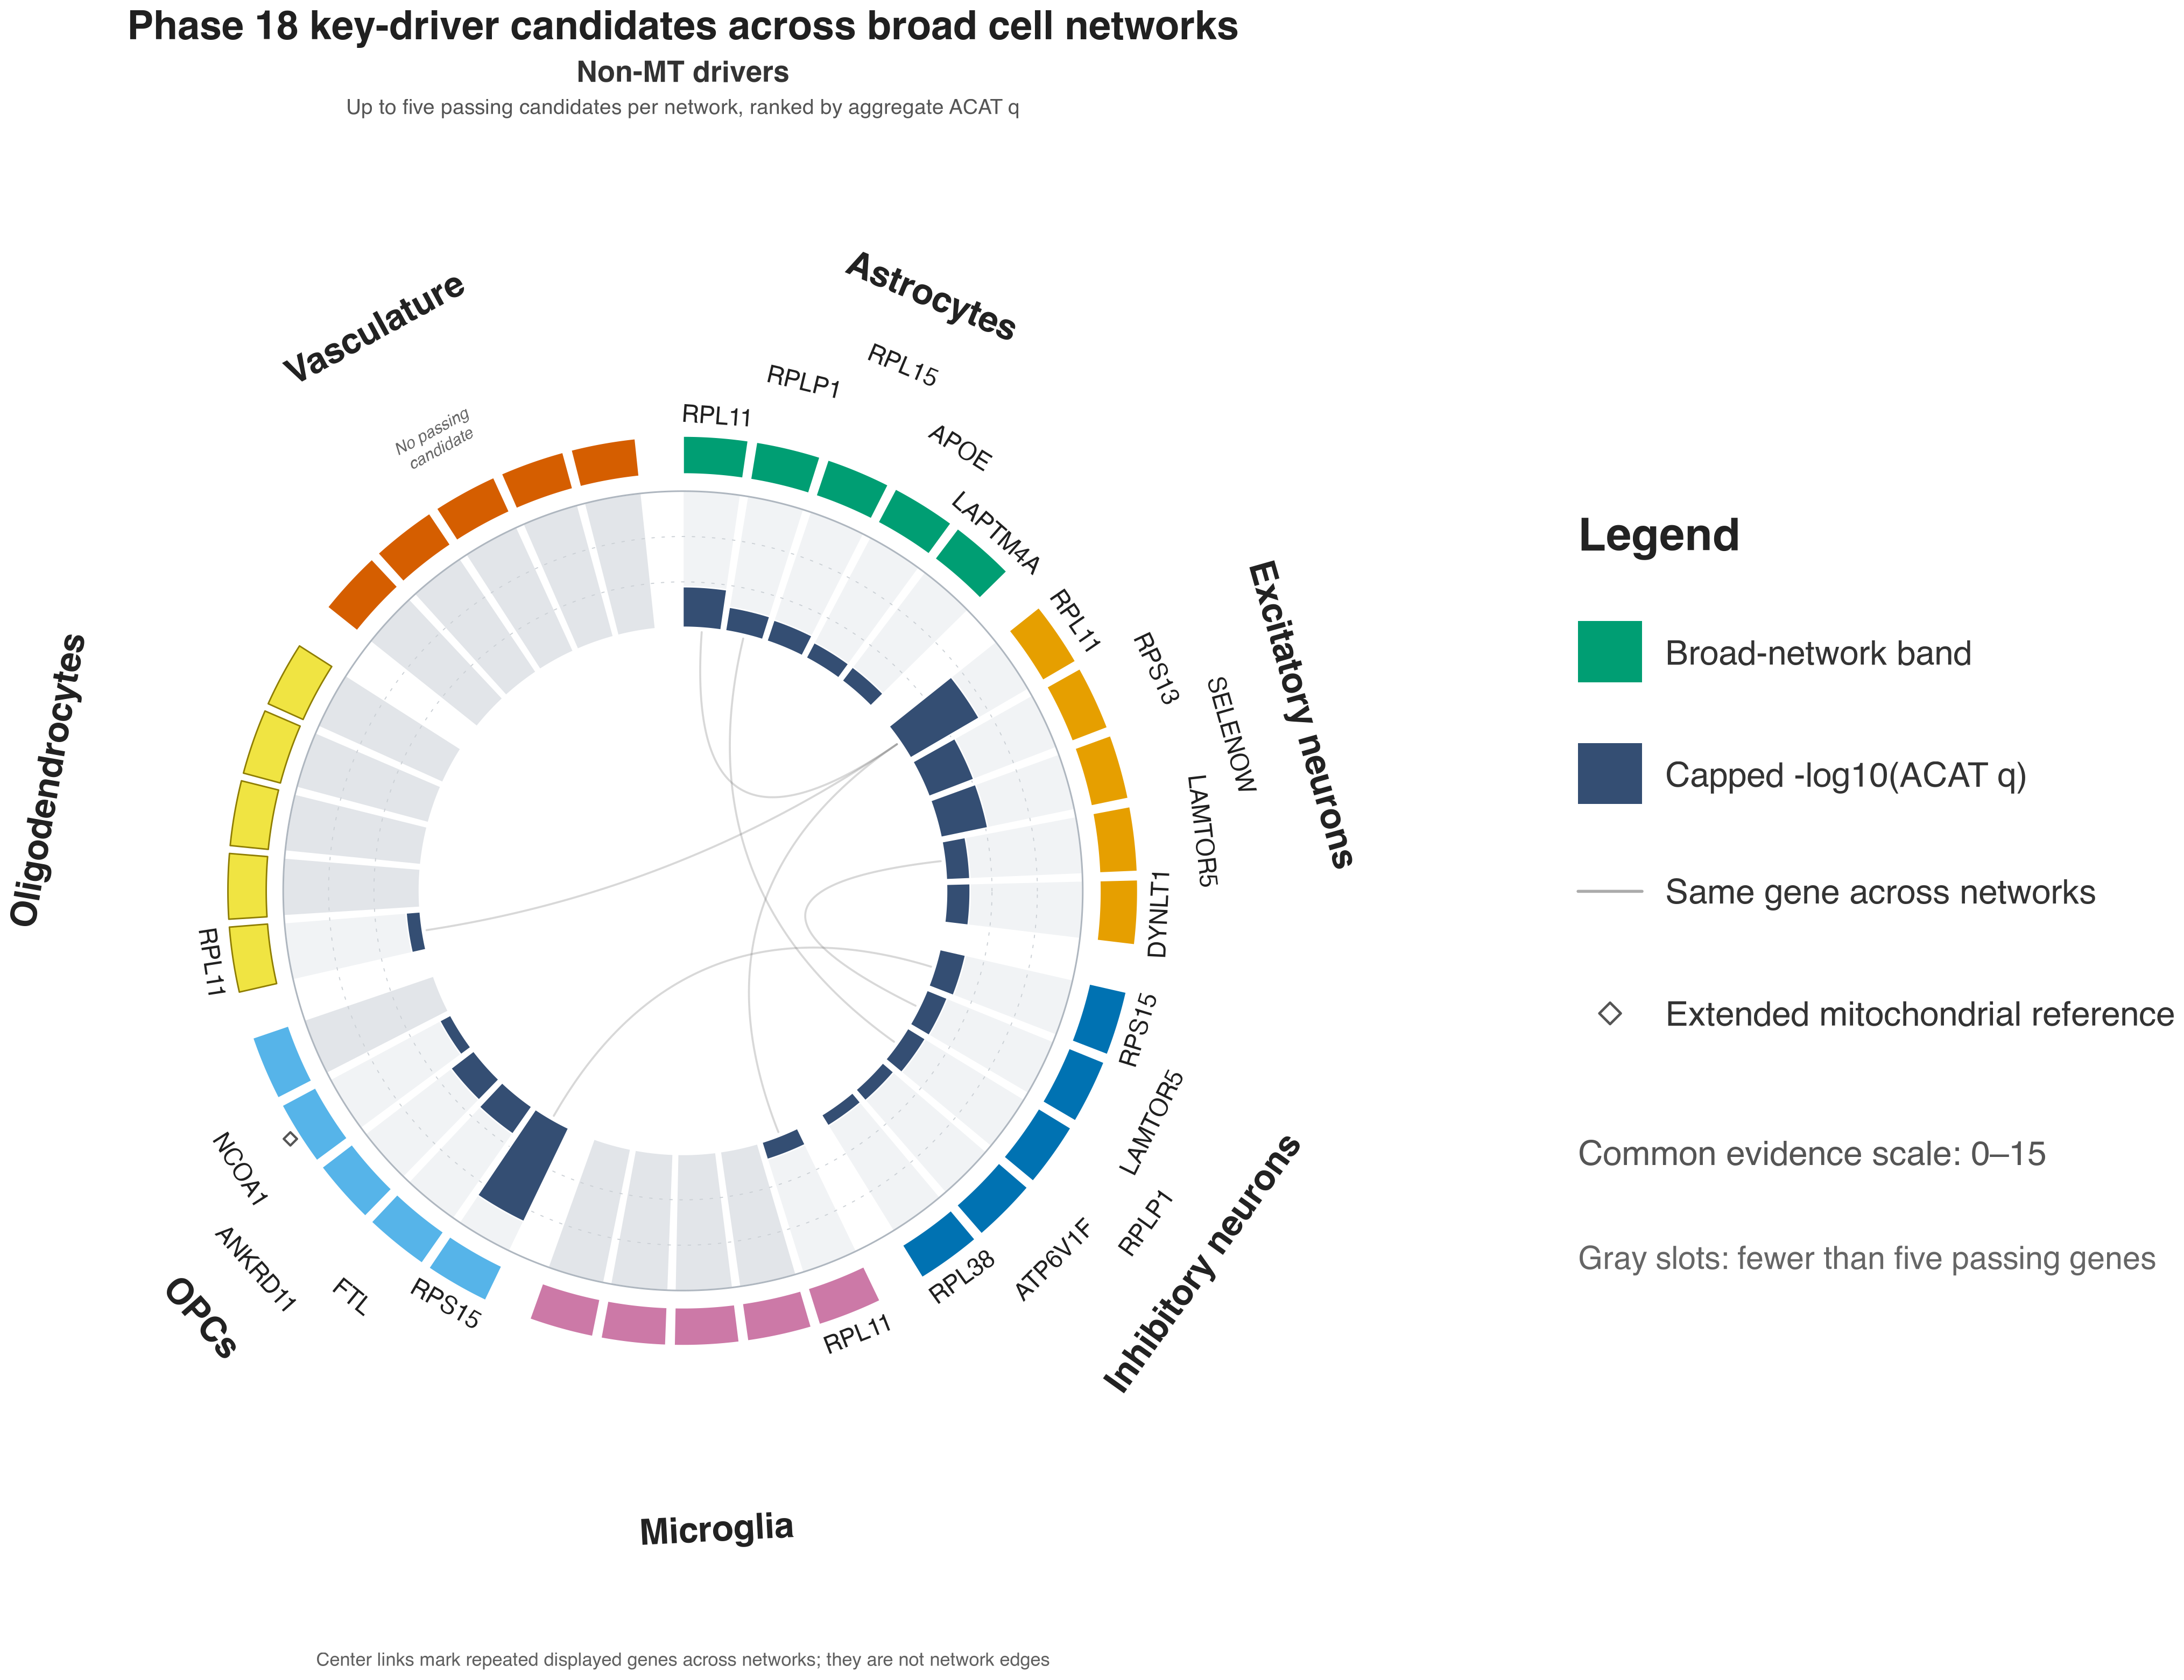 Phase 18 key-driver candidates across broad cell networks
Non-MT drivers
Up to five passing candidates per network, ranked by aggregate ACAT q
Astrocytes
RPL11
RPLP1
RPL15
APOE
LAPTM4A
Excitatory neurons
RPL11
RPS13
SELENOW
LAMTOR5
DYNLT1
Inhibitory neurons
RPS15
LAMTOR5
RPLP1
ATP6V1F
RPL38
Microglia
RPL11
OPCs
RPS15
FTL
ANKRD11
NCOA1
Oligodendrocytes
RPL11
Vasculature
No passing
candidate
Legend
Broad-network band
Capped -log10(ACAT q)
Same gene across networks
Extended mitochondrial reference
Common evidence scale: 0–15
Gray slots: fewer than five passing genes
Center links mark repeated displayed genes across networks; they are not network edges